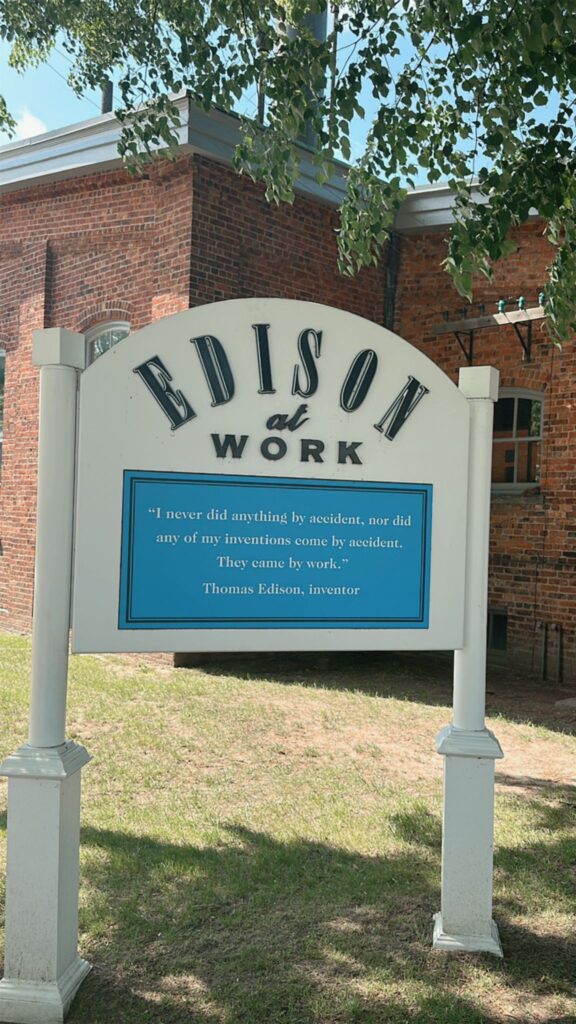 EDISON
at
WORK
“I never did anything by accident, nor did
any of my inventions come by accident.
They came by work.”
Thomas Edison, inventor